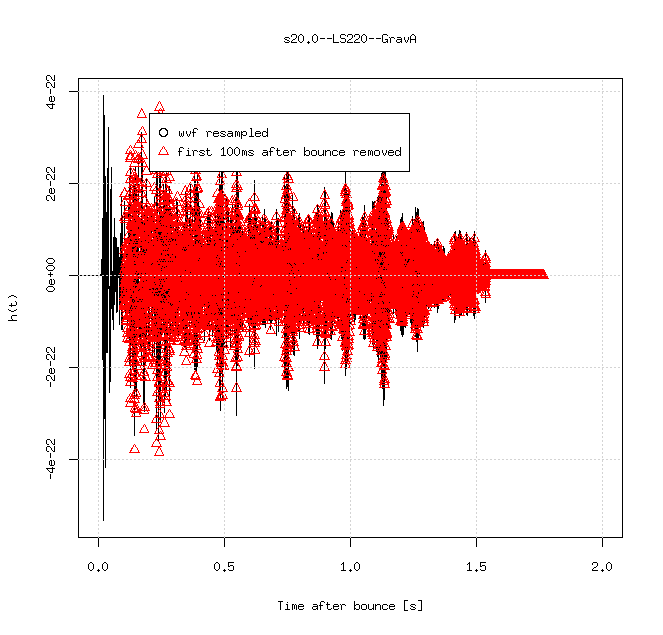 s20.0--LS220--GravA
4e-22
wvf resampled
first 100ms after bounce removed
2e-22
0e+00
h(t)
-2e-22
-4e-22
0.0 0.5 1.0 1.5 2.0
Time after bounce [s]